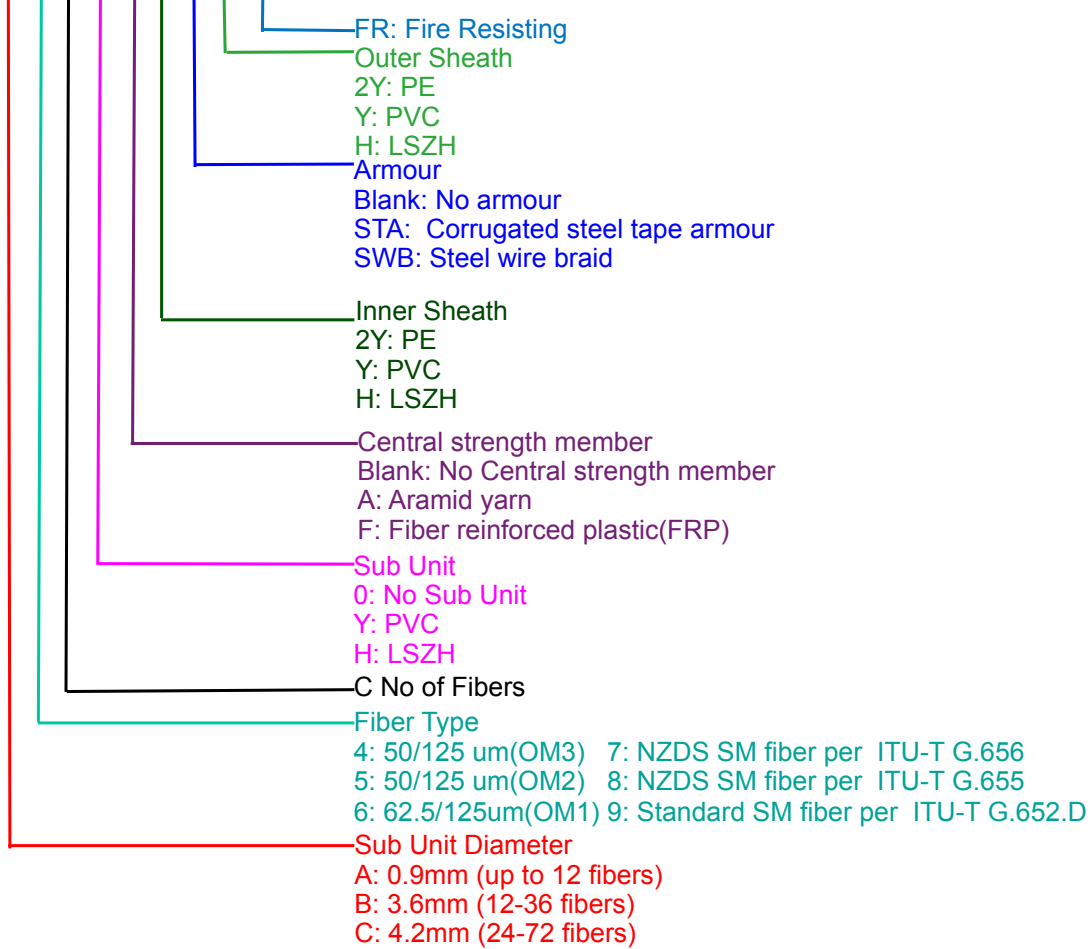 FR: Fire Resisting
Outer Sheath
2Y: PE
Y: PVC
H: LSZH
Armour
Blank: No armour
STA: Corrugated steel tape armour
SWB: Steel wire braid
Inner Sheath
2Y: PE
Y: PVC
H: LSZH
Central strength member
Blank: No Central strength member
A: Aramid yarn
F: Fiber reinforced plastic(FRP)
Sub Unit
0: No Sub Unit
Y: PVC
H: LSZH
C No of Fibers
Fiber Type
4: 50/125 um(OM3) 7: NZDS SM fiber per ITU-T G.656
5: 50/125 um(OM2) 8: NZDS SM fiber per ITU-T G.655
6: 62.5/125um(OM1) 9: Standard SM fiber per ITU-T G.652.D
Sub Unit Diameter
A: 0.9mm (up to 12 fibers)
B: 3.6mm (12-36 fibers)
C: 4.2mm (24-72 fibers)